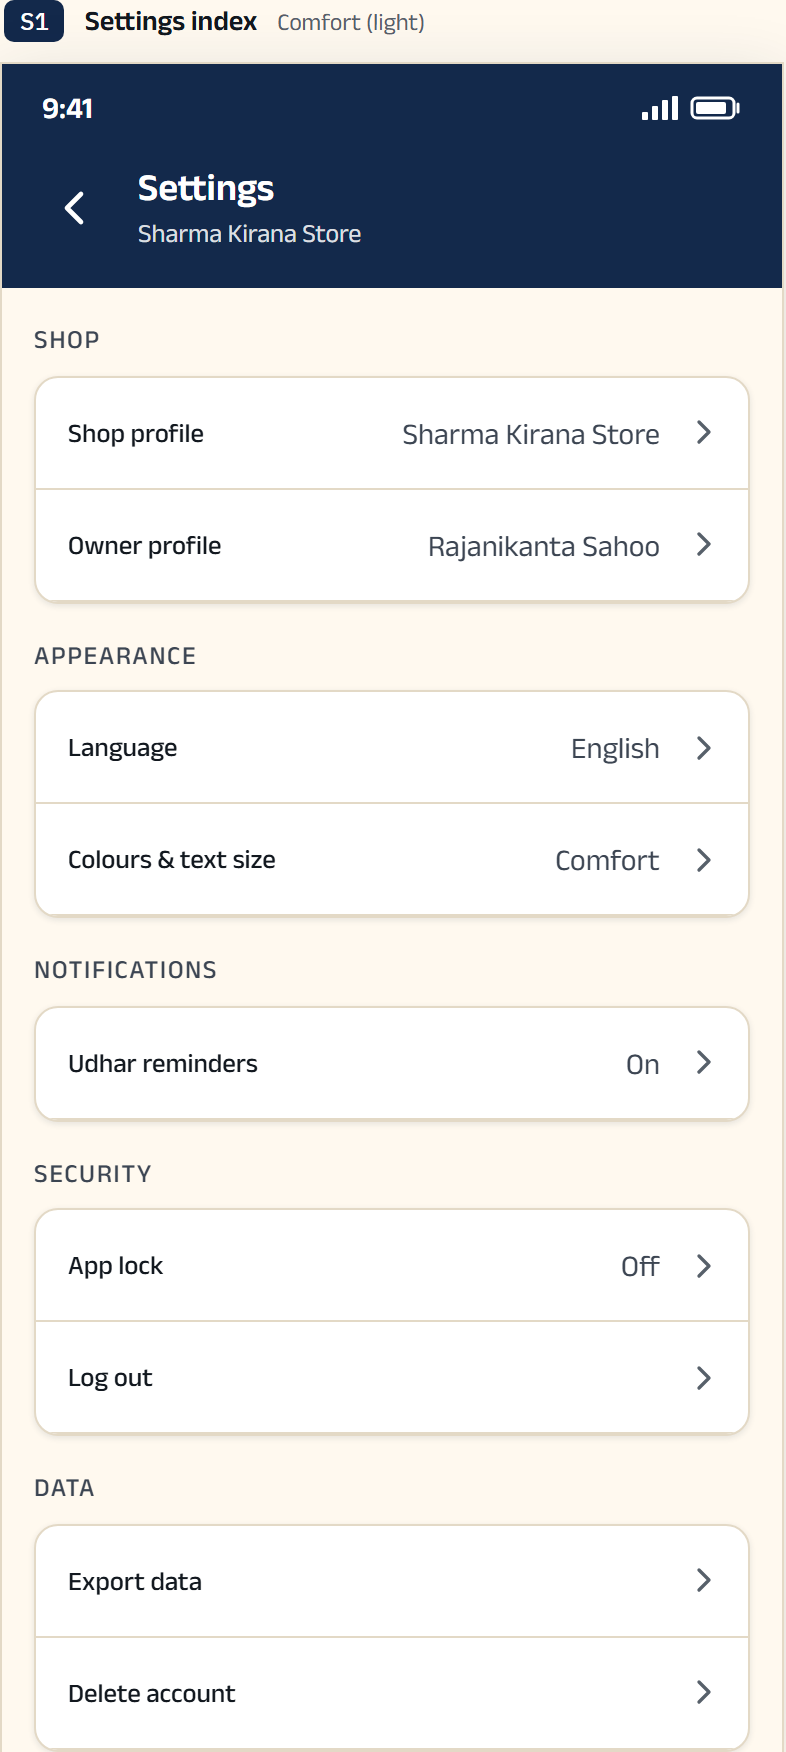 S1 Settings index Comfort (light)
9:41
Settings
Sharma Kirana Store
SHOP
Shop profile Sharma Kirana Store
Owner profile Rajanikanta Sahoo
APPEARANCE
Language English
Colours & text size Comfort
NOTIFICATIONS
Udhar reminders On
SECURITY
App lock Off
Log out
DATA
Export data
Delete account